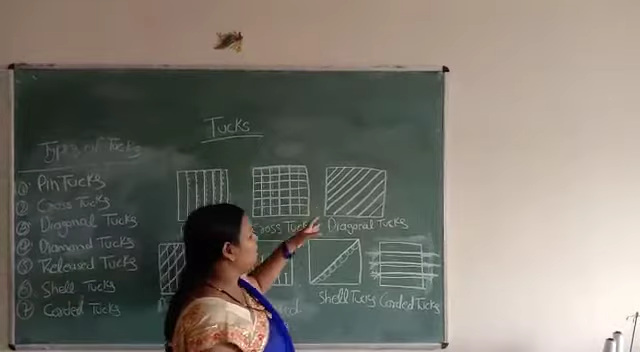 Tucks
Types of Tucks
① Pin Tucks
② Cross Tucks
③ Diagonal Tucks
④ Diamand Tucks
⑤ Released Tucks
⑥ Shell Tucks
⑦ Corded Tucks
Cross Tucks
Diagonal Tucks
Shell Tucks
Corded Tucks